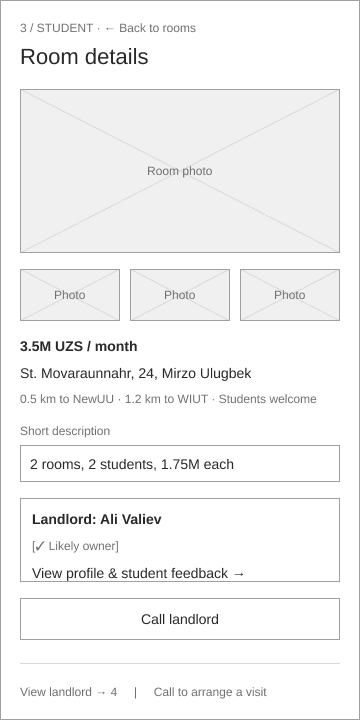 3 / STUDENT · ← Back to rooms
Room details
Room photo
Photo Photo Photo
3.5M UZS / month
St. Movaraunnahr, 24, Mirzo Ulugbek
0.5 km to NewUU · 1.2 km to WIUT · Students welcome
Short description
2 rooms, 2 students, 1.75M each
Landlord: Ali Valiev
[✓ Likely owner]
View profile & student feedback →
Call landlord
View landlord → 4 | Call to arrange a visit